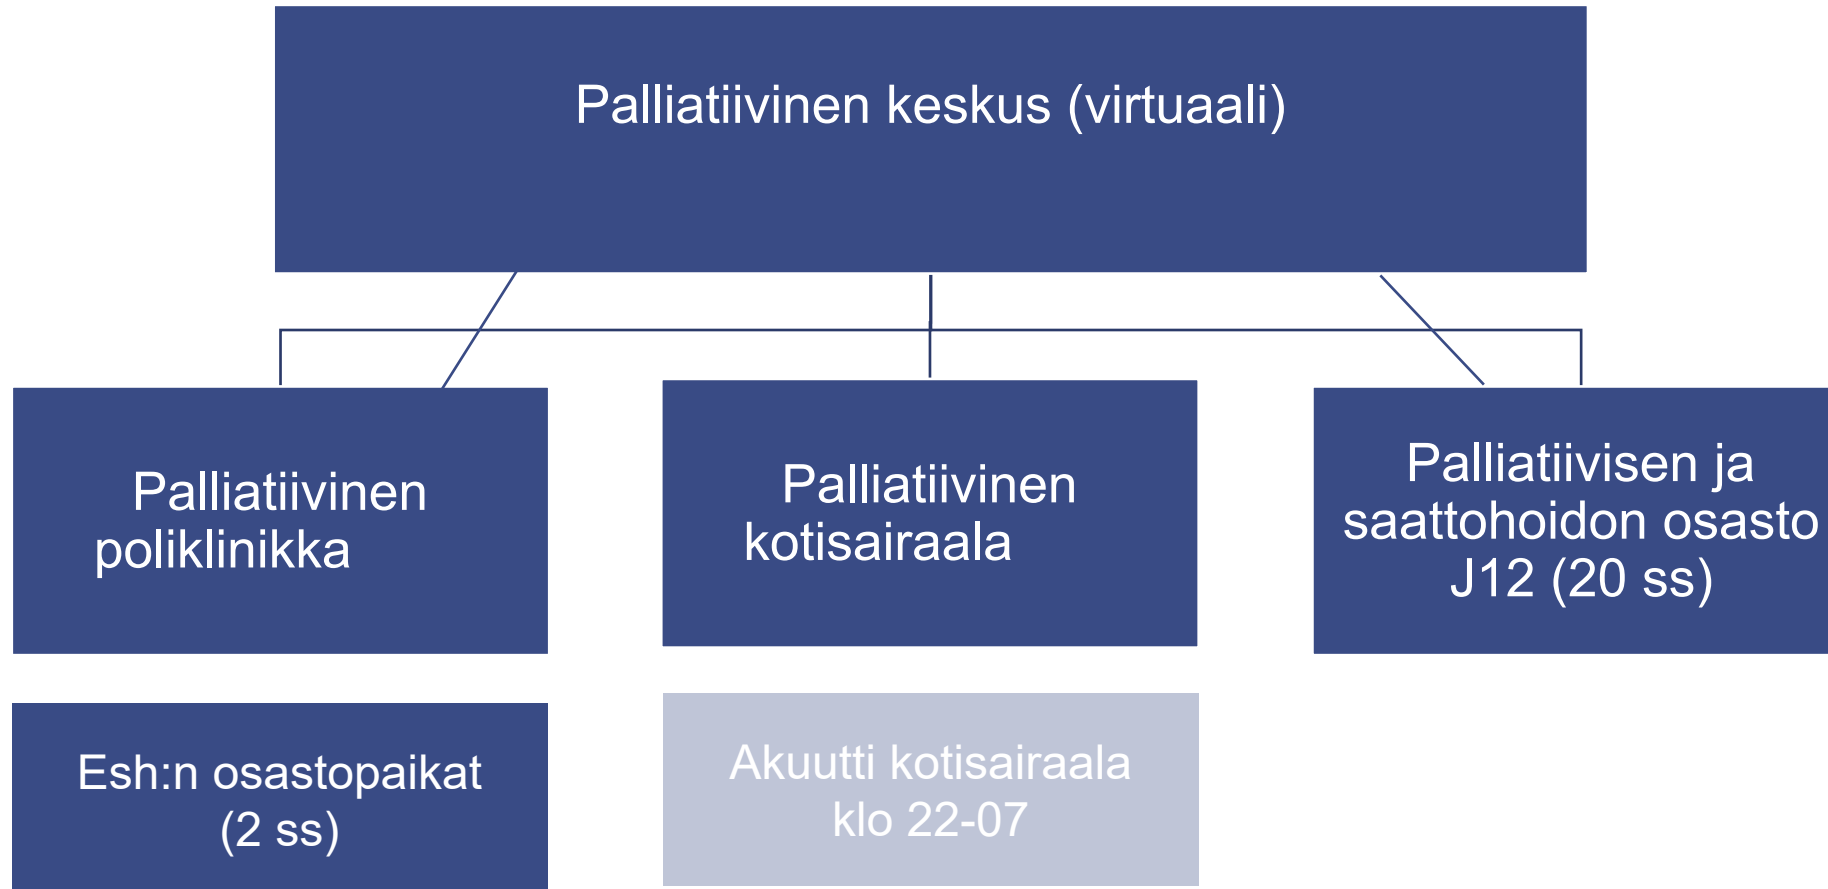 Palliatiivinen keskus (virtuaali)
Palliatiivinen
poliklinikka
Palliatiivinen
kotisairaala
Palliatiivisen ja
saattohoidon osasto
J12 (20 ss)
Esh:n osastopaikat
(2 ss)
Akuutti kotisairaala
klo 22-07